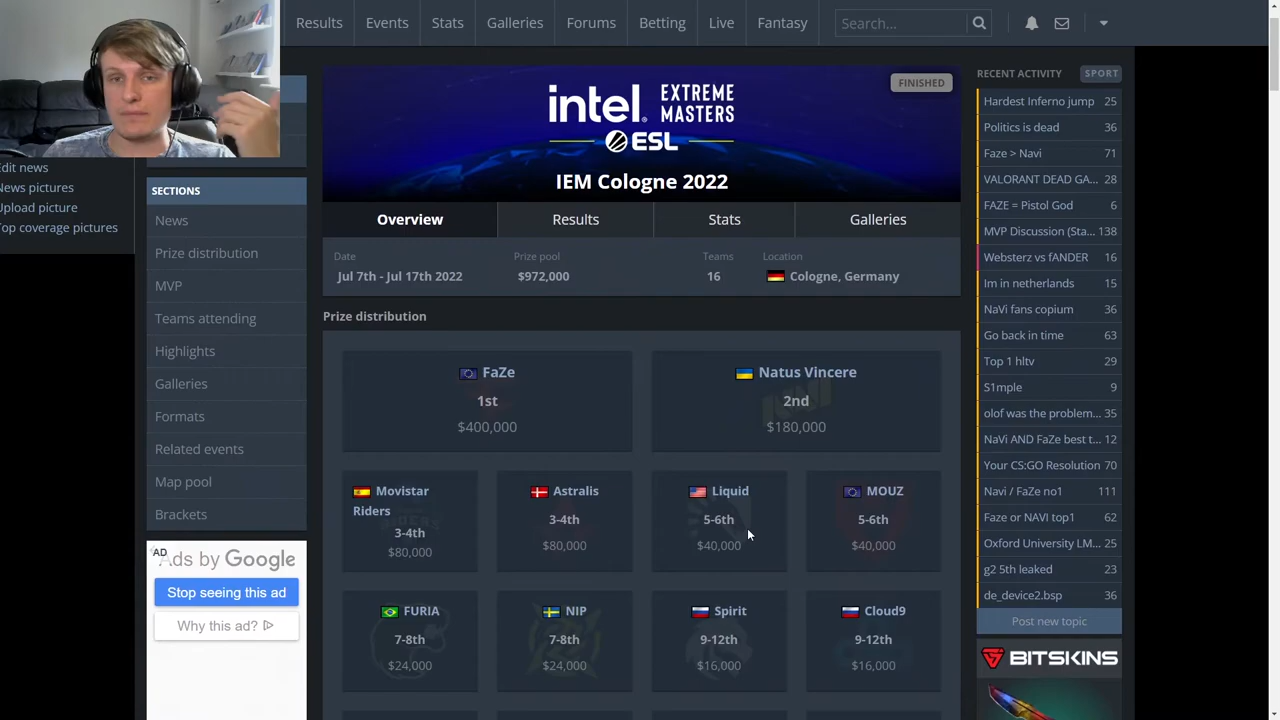 Results
Events
Stats
Galleries
Forums
Betting
Live
Fantasy
Search...
Edit news
News pictures
Upload picture
Top coverage pictures
SECTIONS
News
Prize distribution
MVP
Teams attending
Highlights
Galleries
Formats
Related events
Map pool
Brackets
AD
Ads by Google
Stop seeing this ad
Why this ad?
intel
EXTREME
MASTERS
ESL
FINISHED
IEM Cologne 2022
Overview
Results
Stats
Galleries
Date
Prize pool
Teams
Location
Jul 7th - Jul 17th 2022
$972,000
16
Cologne, Germany
Prize distribution
FaZe
1st
$400,000
Natus Vincere
2nd
$180,000
Movistar
Riders
3-4th
$80,000
Astralis
3-4th
$80,000
Liquid
5-6th
$40,000
MOUZ
5-6th
$40,000
FURIA
7-8th
$24,000
NIP
7-8th
$24,000
Spirit
9-12th
$16,000
Cloud9
9-12th
$16,000
RECENT ACTIVITY SPORT
Hardest Inferno jump 25
Politics is dead 36
Faze > Navi 71
VALORANT DEAD GA... 28
FAZE = Pistol God 6
MVP Discussion (Sta... 138
Websterz vs fANDER 16
Im in netherlands 15
NaVi fans copium 36
Go back in time 63
Top 1 hltv 29
S1mple 9
olof was the problem... 35
NaVi AND FaZe best t... 12
Your CS:GO Resolution 70
Navi / FaZe no1 111
Faze or NAVI top1 62
Oxford University LM... 25
g2 5th leaked 23
de_device2.bsp 36
Post new topic
BITSKINS